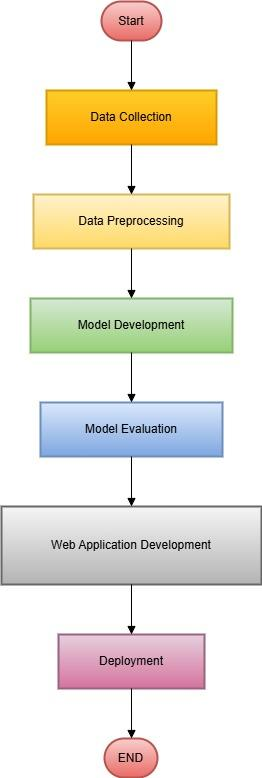 Start
Data Collection
Data Preprocessing
Model Development
Model Evaluation
Web Application Development
Deployment
END